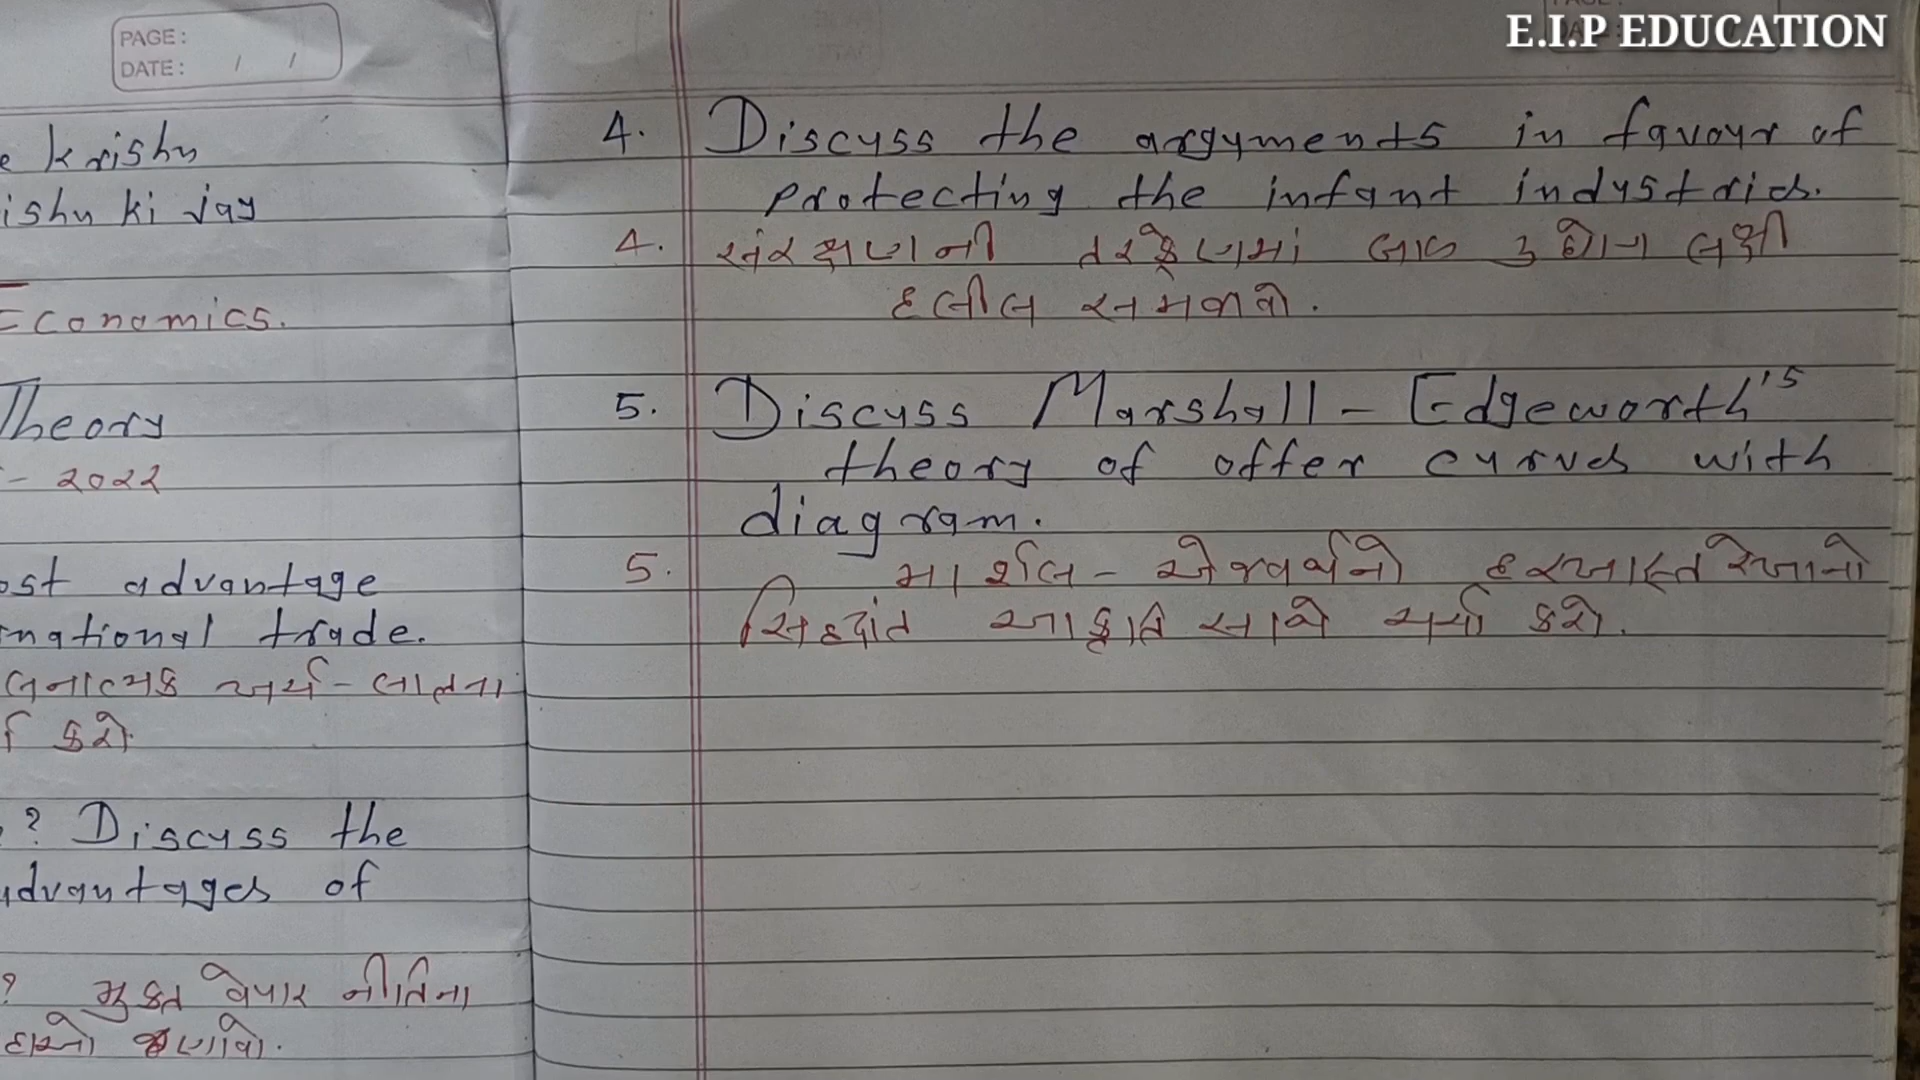 E.I.P EDUCATION
PAGE:
DATE: / /
e krishn
ishn ki jay
Economics.
Theory
- ૨૦૨૨
ost advantage
national trade.
લનાત્મક ખર્ચ - લાભના
કરો
? Discuss the
advantages of
? મુક્ત વેપાર નીતિના
જણાવો.
4. Discuss the arguments in favour of
protecting the infant industries.
4. સંરક્ષણની તરફેણમાં બાળ ઉદ્યોગ લક્ષી
દલીલ સમજાવો.
5. Discuss Marshall - Edgeworth's
theory of offer curves with
diagram.
5. માર્શલ - એજવર્થનો દરખાસ્ત રેખાનો
સિદ્ધાંત આકૃતિ સાથે ચર્ચા કરો.